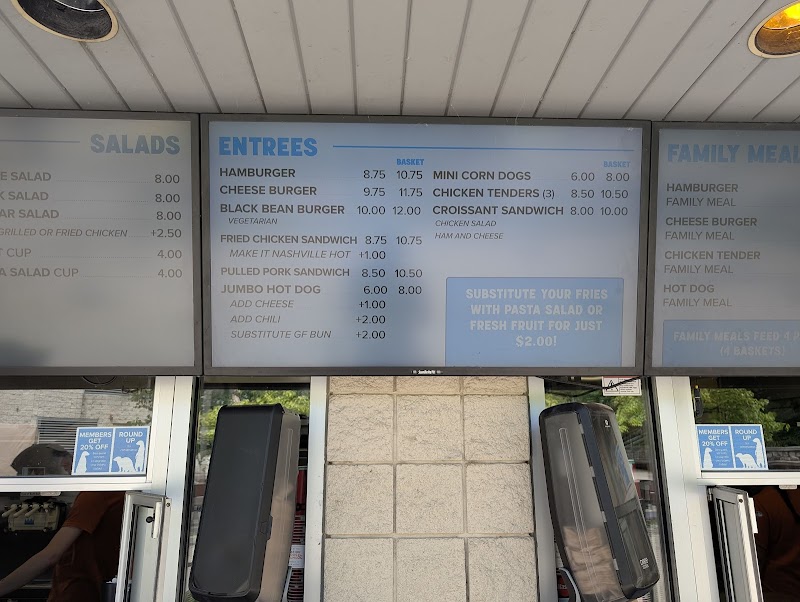 SALADS
E SALAD 8.00
K SALAD 8.00
AR SALAD 8.00
GRILLED OR FRIED CHICKEN +2.50
CUP 4.00
A SALAD CUP 4.00
ENTREES
BASKET
HAMBURGER 8.75 10.75
CHEESE BURGER 9.75 11.75
BLACK BEAN BURGER 10.00 12.00
VEGETARIAN
FRIED CHICKEN SANDWICH 8.75 10.75
MAKE IT NASHVILLE HOT +1.00
PULLED PORK SANDWICH 8.50 10.50
JUMBO HOT DOG 6.00 8.00
ADD CHEESE +1.00
ADD CHILI +2.00
SUBSTITUTE GF BUN +2.00
BASKET
MINI CORN DOGS 6.00 8.00
CHICKEN TENDERS (3) 8.50 10.50
CROISSANT SANDWICH 8.00 10.00
CHICKEN SALAD
HAM AND CHEESE
SUBSTITUTE YOUR FRIES
WITH PASTA SALAD OR
FRESH FRUIT FOR JUST
$2.00!
FAMILY MEAL
HAMBURGER
FAMILY MEAL
CHEESE BURGER
FAMILY MEAL
CHICKEN TENDER
FAMILY MEAL
HOT DOG
FAMILY MEAL
FAMILY MEALS FEED 4
(4 BASKETS)
MEMBERS
GET
20% OFF
ROUND
UP
MEMBERS
GET
20% OFF
ROUND
UP